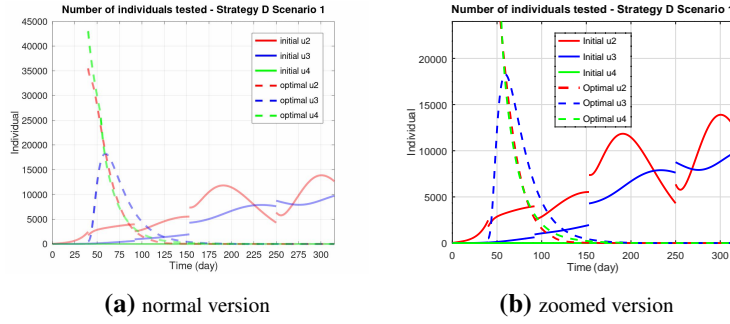 Number of individuals tested - Strategy D Scenario 1
45000
40000
35000
30000
25000
20000
15000
10000
5000
0
Individual
initial u2
initial u3
initial u4
optimal u2
optimal u3
optimal u4
0 25 50 75 100 125 150 175 200 225 250 275 300
Time (day)
(a) normal version
Number of individuals tested - Strategy D Scenario 1
20000
15000
10000
5000
0
Individual
Initial u2
Initial u3
Initial u4
Optimal u2
Optimal u3
Optimal u4
0 50 100 150 200 250 300
Time (day)
(b) zoomed version